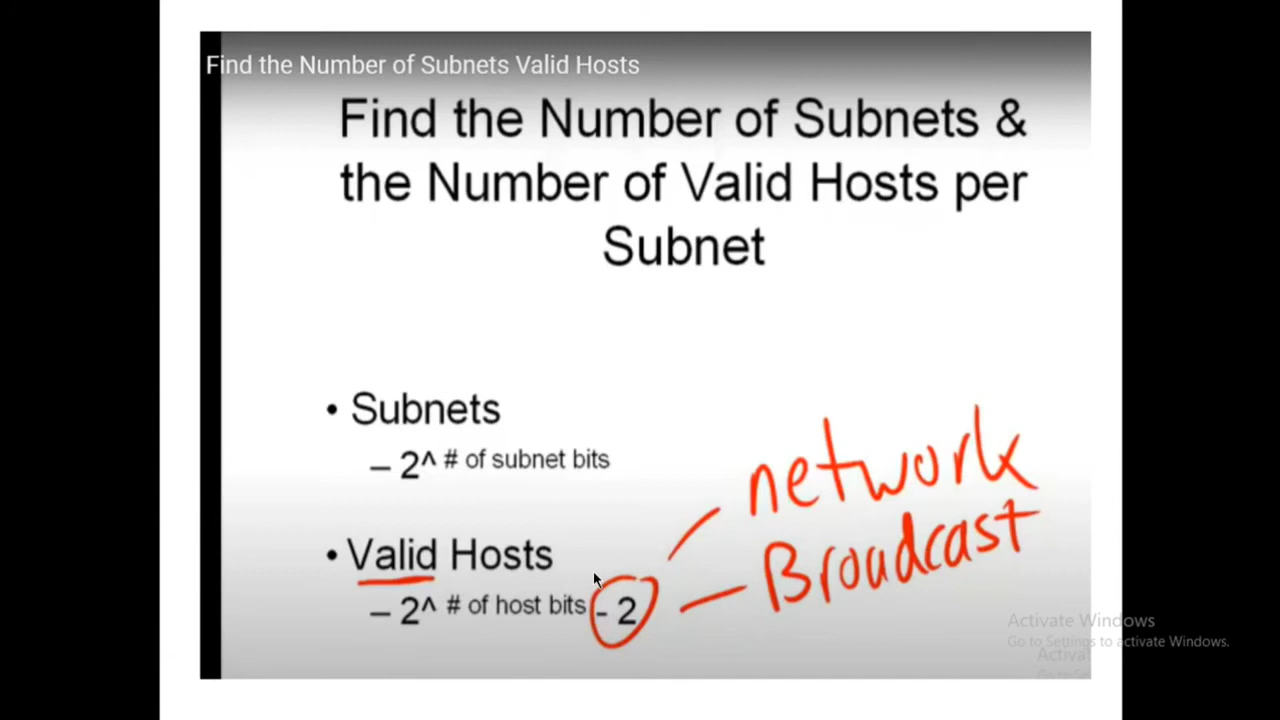 Find the Number of Subnets Valid Hosts
Find the Number of Subnets &
the Number of Valid Hosts per
Subnet
• Subnets
– 2^ # of subnet bits
• Valid Hosts
– 2^ # of host bits - 2
network
Broadcast
Activate Windows
Go to Settings to activate Windows.